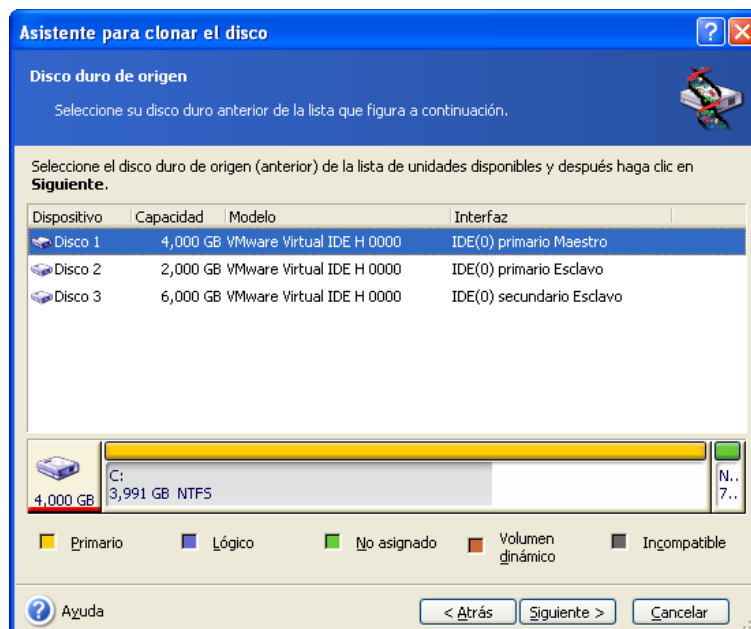 Asistente para clonar el disco
Disco duro de origen
Seleccione su disco duro anterior de la lista que figura a continuación.
Seleccione el disco duro de origen (anterior) de la lista de unidades disponibles y después haga clic en
Siguiente.
Dispositivo Capacidad Modelo Interfaz
Disco 1 4,000 GB VMware Virtual IDE H 0000 IDE(0) primario Maestro
Disco 2 2,000 GB VMware Virtual IDE H 0000 IDE(0) primario Esclavo
Disco 3 6,000 GB VMware Virtual IDE H 0000 IDE(0) secundario Esclavo
4,000 GB
C:
3,991 GB NTFS
N..
7..
Primario Lógico No asignado Volumen dinámico Incompatible
Ayuda < Atrás Siguiente > Cancelar